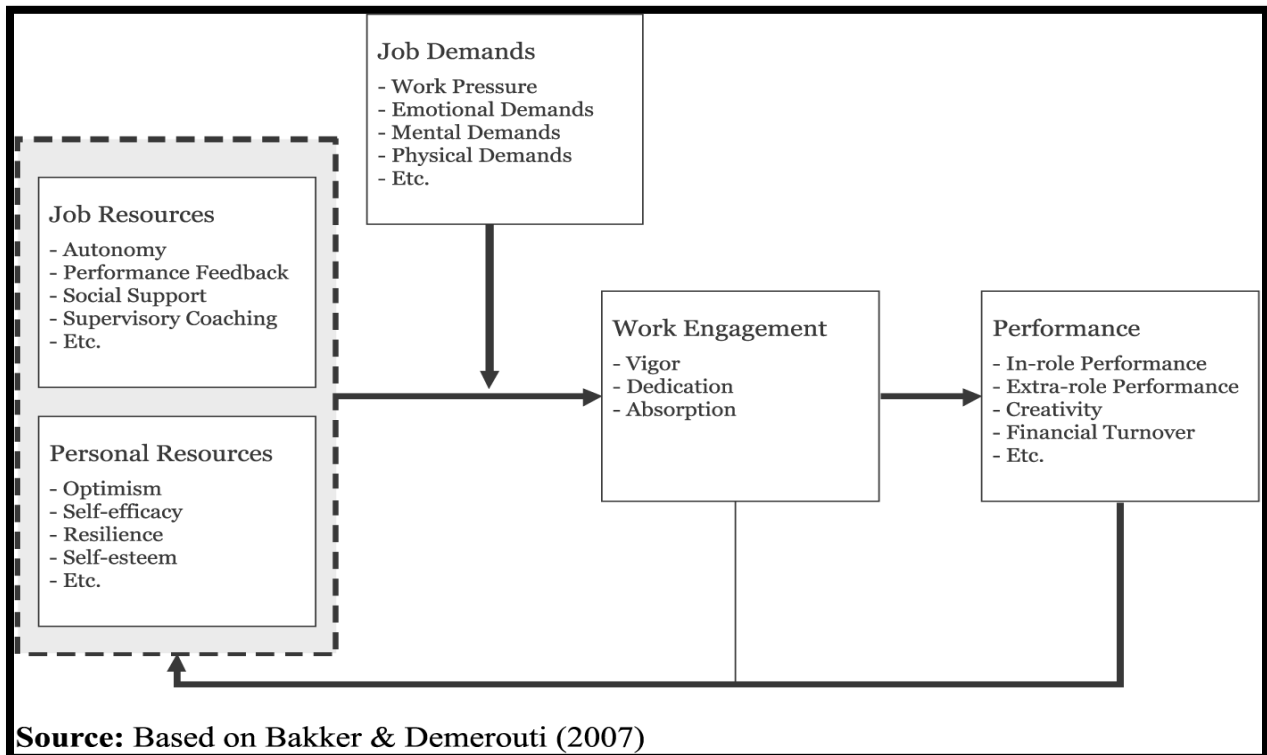 Job Demands
- Work Pressure
- Emotional Demands
- Mental Demands
- Physical Demands
- Etc.
Job Resources
- Autonomy
- Performance Feedback
- Social Support
- Supervisory Coaching
- Etc.
Personal Resources
- Optimism
- Self-efficacy
- Resilience
- Self-esteem
- Etc.
Work Engagement
- Vigor
- Dedication
- Absorption
Performance
- In-role Performance
- Extra-role Performance
- Creativity
- Financial Turnover
- Etc.
Source: Based on Bakker & Demerouti (2007)